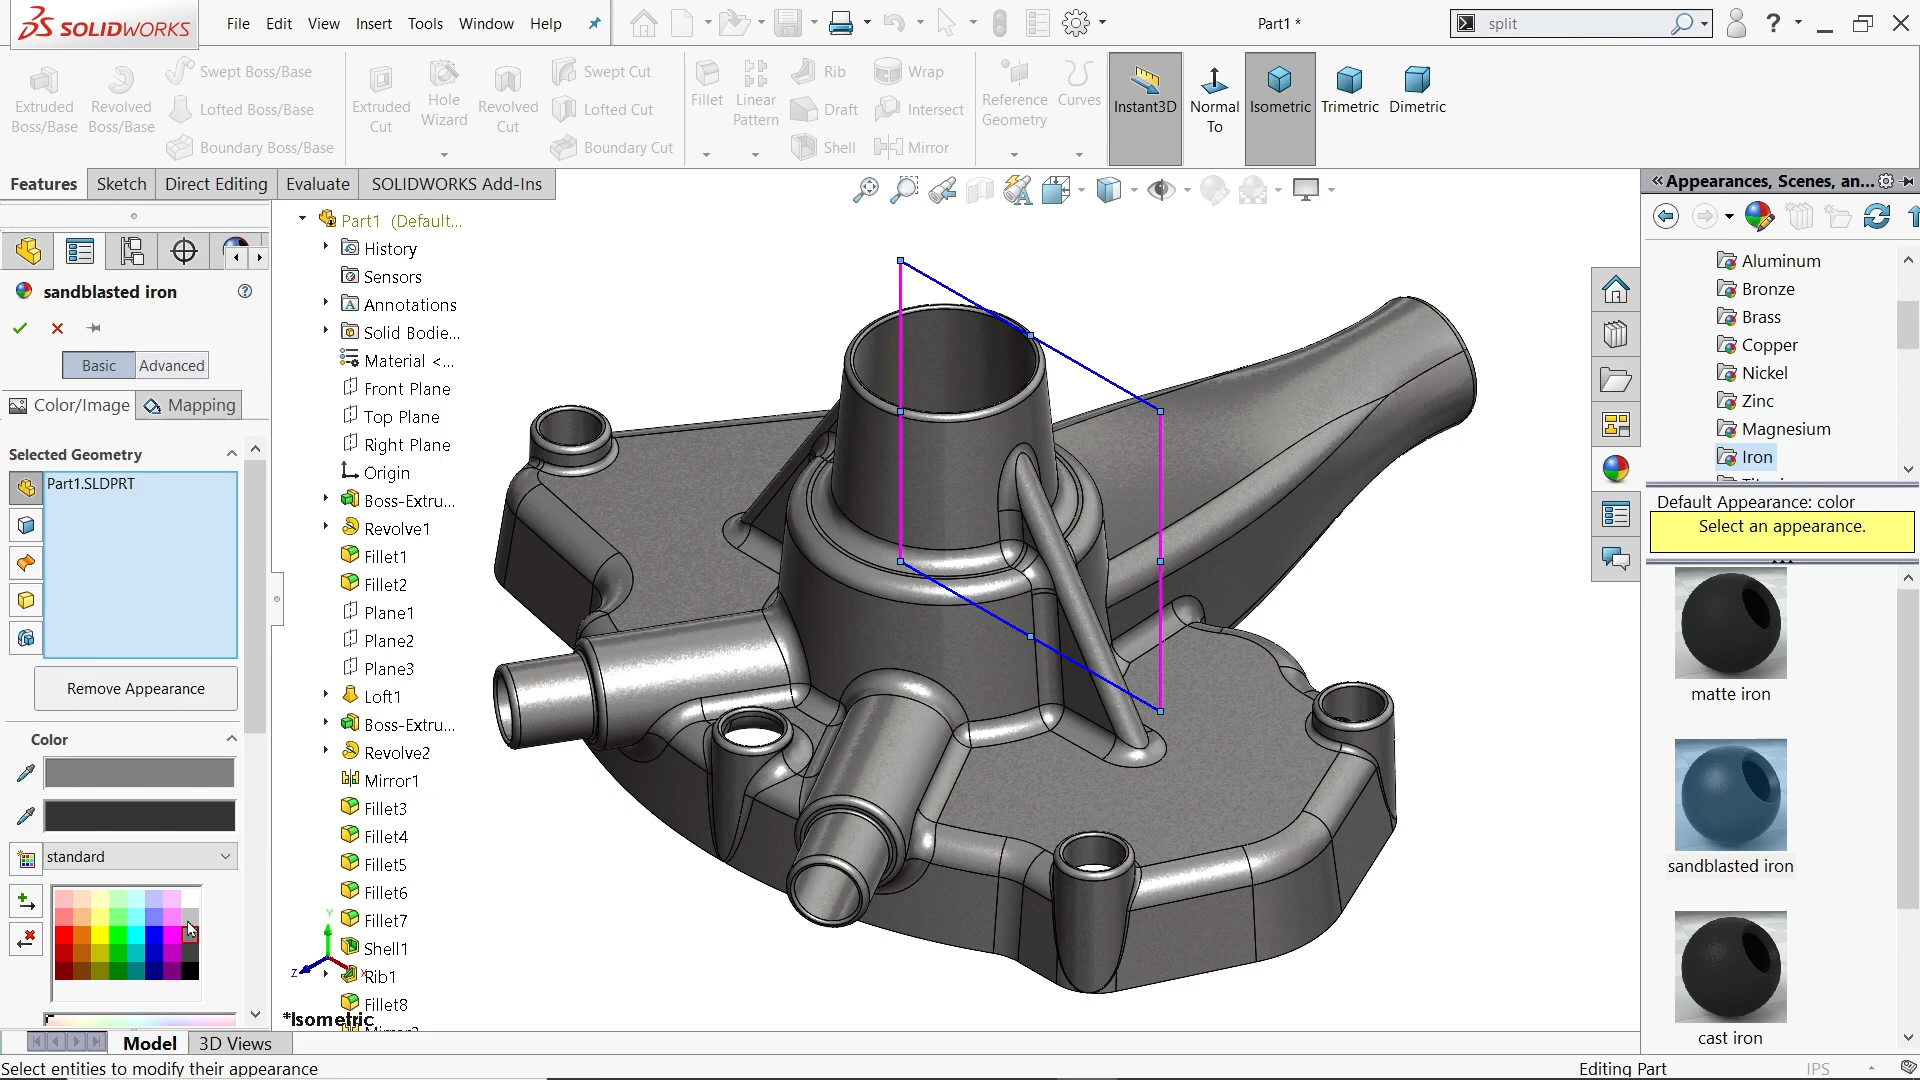 SOLIDWORKS
File Edit View Insert Tools Window Help
Part1 *
split
?
Extruded Boss/Base
Revolved Boss/Base
Swept Boss/Base
Lofted Boss/Base
Boundary Boss/Base
Extruded Cut
Hole Wizard
Revolved Cut
Swept Cut
Lofted Cut
Boundary Cut
Fillet
Linear Pattern
Rib
Draft
Shell
Wrap
Intersect
Mirror
Reference Geometry
Curves
Instant3D
Normal To
Isometric
Trimetric
Dimetric
Features Sketch Direct Editing Evaluate SOLIDWORKS Add-Ins
sandblasted iron
Basic Advanced
Color/Image Mapping
Selected Geometry
Part1.SLDPRT
Remove Appearance
Color
standard
Part1 (Default...
History
Sensors
Annotations
Solid Bodie...
Material <...
Front Plane
Top Plane
Right Plane
Origin
Boss-Extru...
Revolve1
Fillet1
Fillet2
Plane1
Plane2
Plane3
Loft1
Boss-Extru...
Revolve2
Mirror1
Fillet3
Fillet4
Fillet5
Fillet6
Fillet7
Shell1
Rib1
Fillet8
Y
Z
X
*Isometric
Appearances, Scenes, an...
Aluminum
Bronze
Brass
Copper
Nickel
Zinc
Magnesium
Iron
Default Appearance: color
Select an appearance.
matte iron
sandblasted iron
cast iron
Model 3D Views
Select entities to modify their appearance
Editing Part
IPS